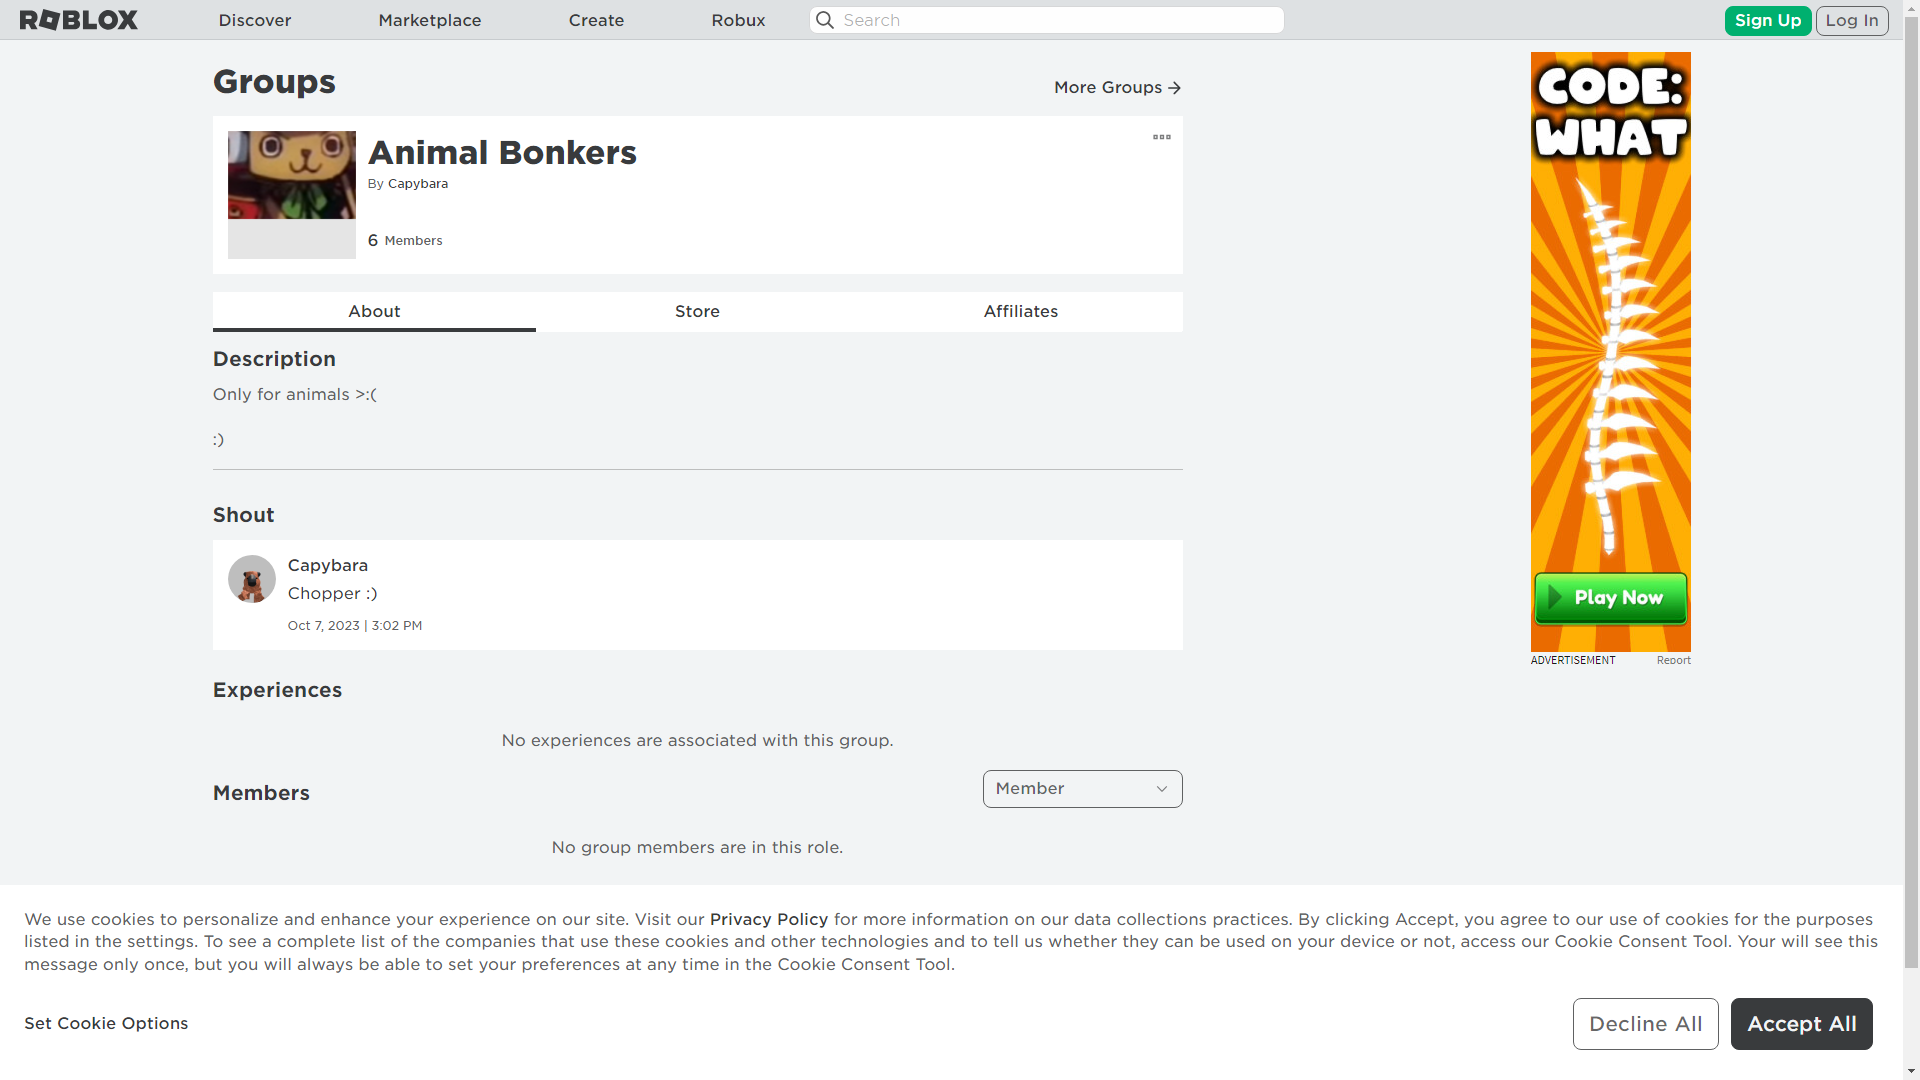 ROBLOX
Discover
Marketplace
Create
Robux
Search
Sign Up
Log In
Groups
More Groups
Animal Bonkers
By Capybara
6 Members
About
Store
Affiliates
Description
Only for animals >:(
:)
Shout
Capybara
Chopper :)
Oct 7, 2023 | 3:02 PM
Experiences
No experiences are associated with this group.
Members
Member
No group members are in this role.
CODE:
WHAT
Play Now
ADVERTISEMENT
Report
We use cookies to personalize and enhance your experience on our site. Visit our Privacy Policy for more information on our data collections practices. By clicking Accept, you agree to our use of cookies for the purposes
listed in the settings. To see a complete list of the companies that use these cookies and other technologies and to tell us whether they can be used on your device or not, access our Cookie Consent Tool. Your will see this
message only once, but you will always be able to set your preferences at any time in the Cookie Consent Tool.
Set Cookie Options
Decline All
Accept All